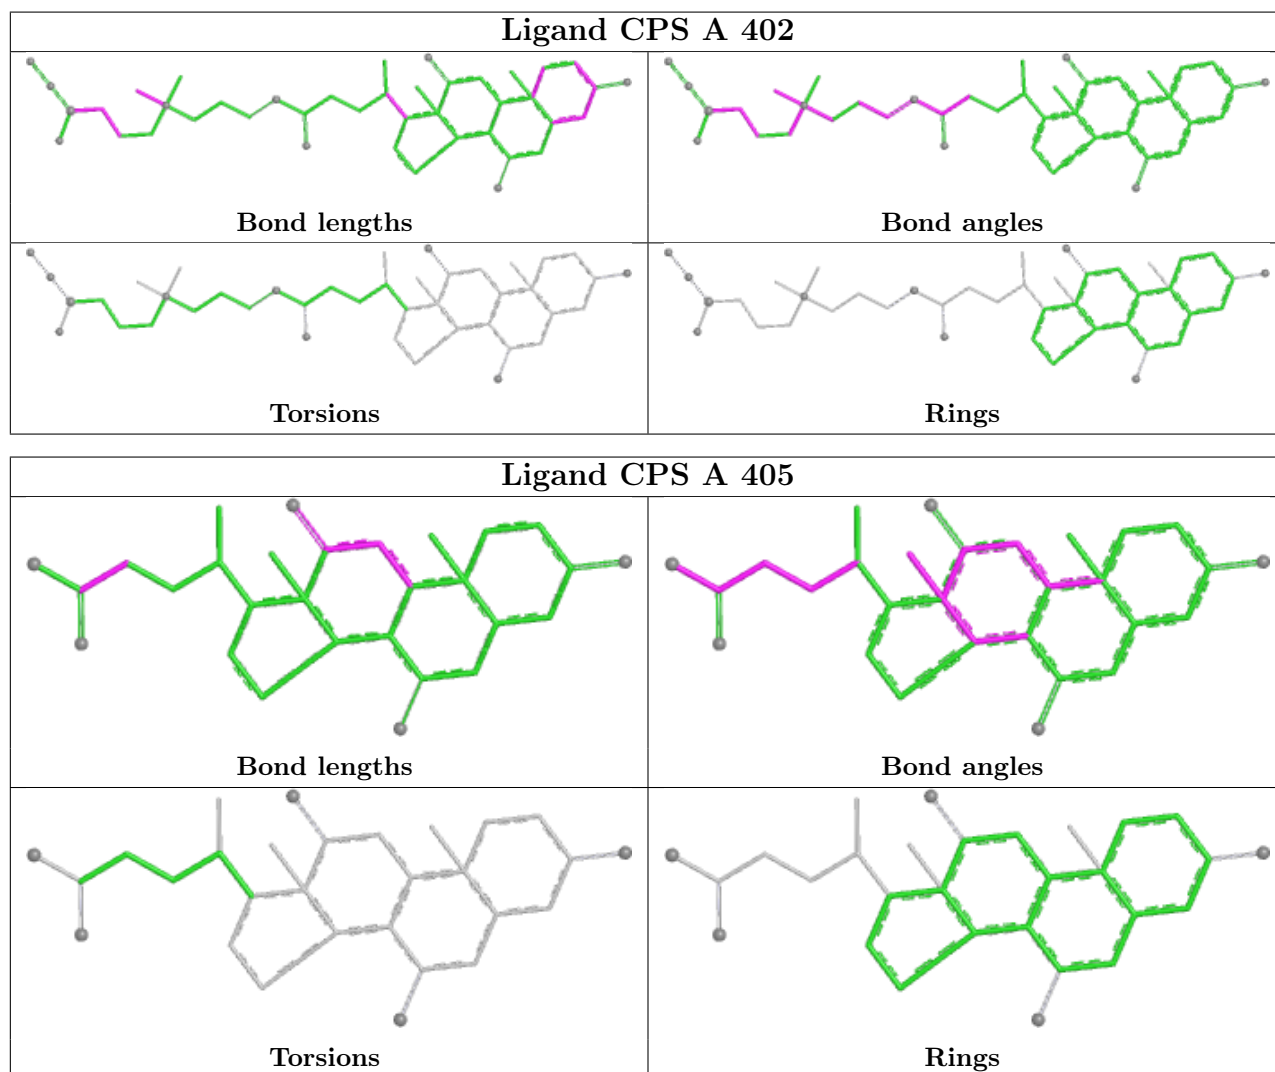 Ligand CPS A 402
Bond lengths
Bond angles
Torsions
Rings
Ligand CPS A 405
Bond lengths
Bond angles
Torsions
Rings